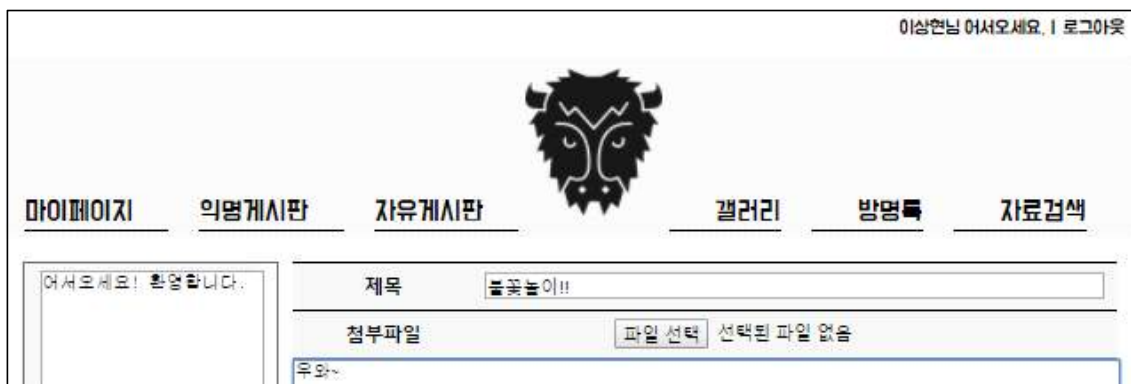 이상현님 어서오세요. | 로그아웃
마이페이지 익명게시판 자유게시판 갤러리 방명록 자료검색
어서오세요! 환영합니다.
제목 불꽃놀이!!
첨부파일 파일 선택 선택된 파일 없음
우와~